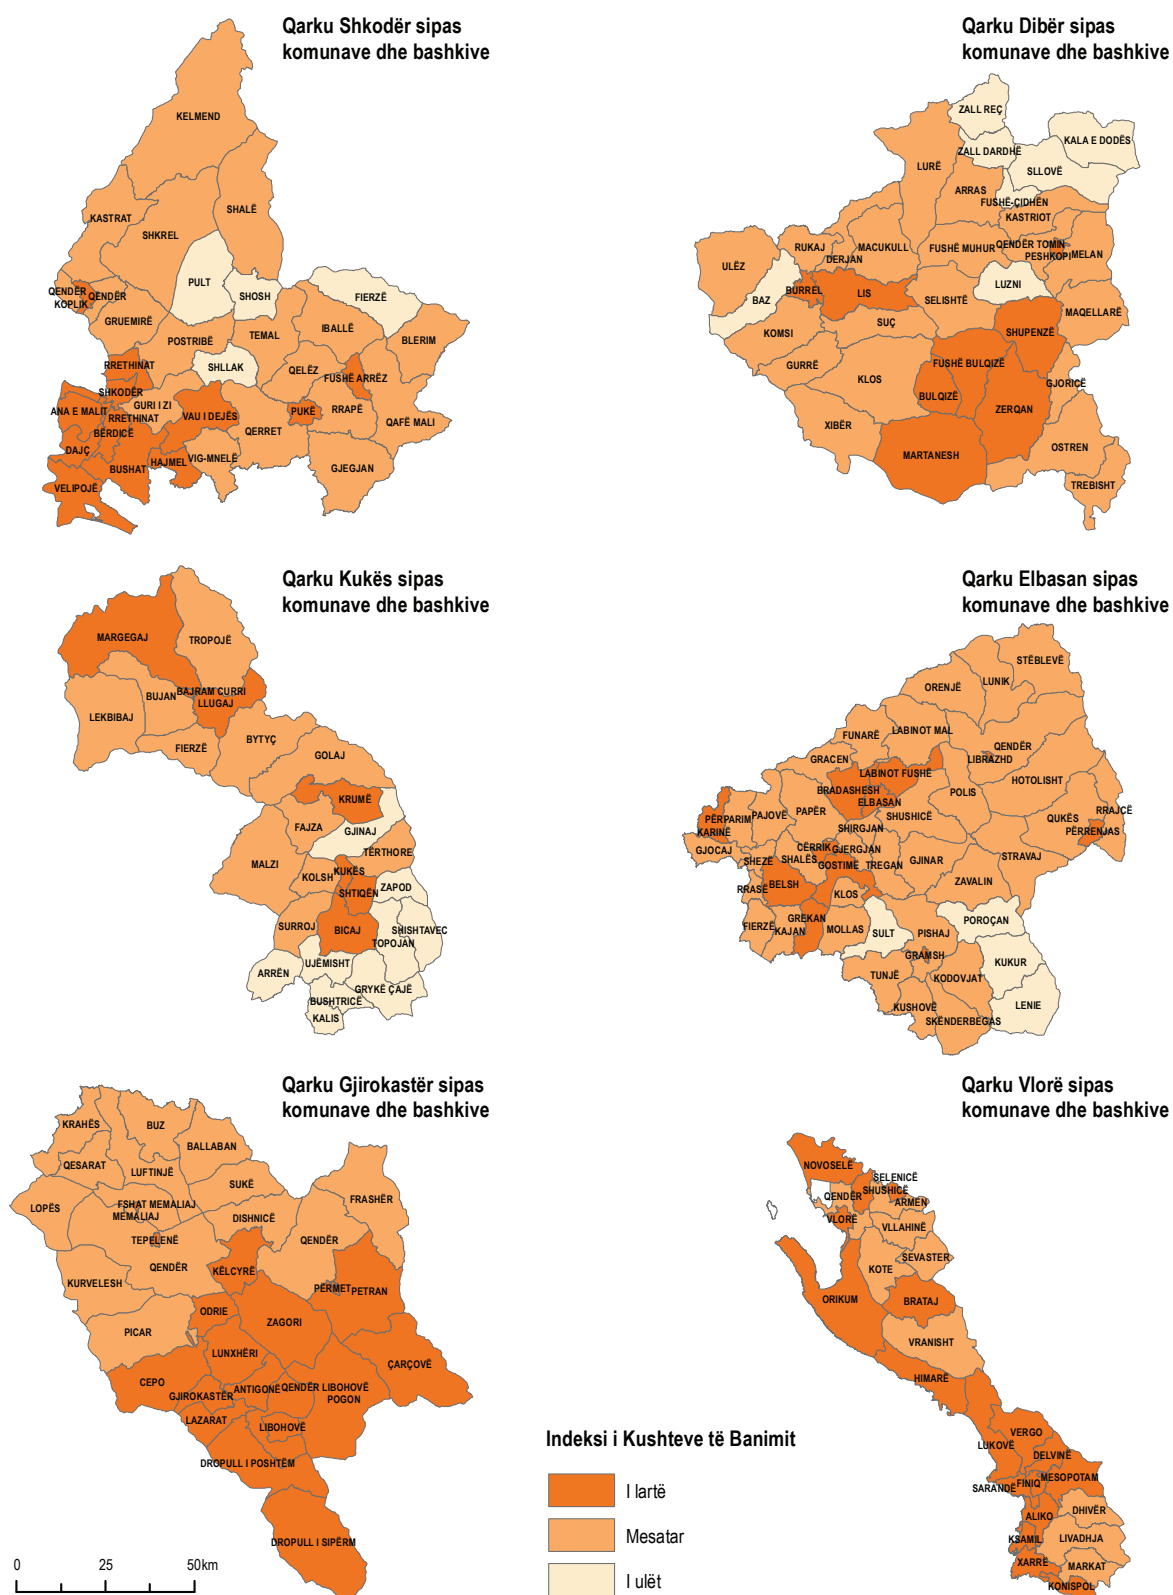 Qarku Shkodër sipas
komunave dhe bashkive
KELMEND
SHALË
KASTRAT
SHKREL
PULT
SHOSH
FIERZË
QENDËR
KOPLIK
QENDËR
GRUEMIRË
POSTRIBË
TEMAL
IBALLË
BLERIM
RRETHINAT
SHLLAK
QELËZ
FUSHË ARRËZ
SHKODËR
ANA E MALIT
RRETHINAT
GURI I ZI
VAU I DEJËS
PUKË
RRAPË
QAFË MALI
BËRDICË
QERRET
DAJÇ
BUSHAT
HAJMEL
VIG-MNELË
GJEGJAN
VELIPOJË
Qarku Dibër sipas
komunave dhe bashkive
ZALL REÇ
KALA E DODËS
ZALL DARDHË
LURË
SLLOVË
ARRAS
FUSHË-ÇIDHËN
KASTRIOT
RUKAJ
MACUKULL
FUSHË MUHUR
QENDËR TOMIN
PESHKOPI
MELAN
DERJAN
ULËZ
BAZ
BURREL
LIS
SELISHTË
LUZNI
MAQELLARË
KOMSI
SUÇ
SHUPENZË
GURRË
KLOS
FUSHË BULQIZË
GJORICË
BULQIZË
ZERQAN
XIBËR
MARTANESH
OSTREN
TREBISHT
Qarku Kukës sipas
komunave dhe bashkive
MARGEGAJ
TROPOJË
BUJAN
BAJRAM CURRI
LLUGAJ
LEKBIBAJ
FIERZË
BYTYÇ
GOLAJ
KRUMË
FAJZA
GJINAJ
MALZI
TËRTHORE
KOLSH
KUKËS
SHTIQËN
ZAPOD
SURROJ
BICAJ
SHISHTAVEC
TOPOJAN
UJËMISHT
ARRËN
GRYKË ÇAJË
BUSHTRICË
KALIS
Qarku Elbasan sipas
komunave dhe bashkive
STËBLEVË
LUNIK
ORENJË
LABINOT MAL
FUNARË
QENDËR
LIBRAZHD
GRACEN
LABINOT FUSHË
HOTOLISHT
BRADASHESH
POLIS
ELBASAN
RRAJCË
PËRPARIM
PAJOVË
PAPËR
SHUSHICË
QUKËS
KARINË
SHIRGJAN
PËRRENJAS
GJOCAJ
CËRRIK
GJERGJAN
SHEZË
SHALËS
GOSTIMË
TREGAN
GJINAR
STRAVAJ
RRASË
BELSH
KLOS
ZAVALIN
FIERZË
GREKAN
KAJAN
MOLLAS
SULT
PISHAJ
POROÇAN
GRAMSH
KUKUR
TUNJË
KODOVJAT
KUSHOVË
LENIE
SKËNDERBEGAS
Qarku Gjirokastër sipas
komunave dhe bashkive
KRAHËS
BUZ
BALLABAN
QESARAT
LUFTINJË
SUKË
FRASHËR
LOPËS
FSHAT MEMALIAJ
MEMALIAJ
DISHNICË
TEPELENË
QENDËR
QENDËR
KËLCYRË
KURVELESH
PËRMET
PETRAN
ODRIE
ZAGORI
PICAR
LUNXHËRI
ÇARÇOVË
CEPO
GJIROKASTËR
ANTIGONË
QENDËR LIBOHOVË
POGON
LAZARAT
LIBOHOVË
DROPULL I POSHTËM
DROPULL I SIPËRM
0 25 50km
Qarku Vlorë sipas
komunave dhe bashkive
NOVOSELË
SELENICË
QENDËR
SHUSHICË
ARMEN
VLORË
VLLAHINË
SEVASTER
KOTE
ORIKUM
BRATAJ
VRANISHT
HIMARË
VERGO
LUKOVË
DELVINË
MESOPOTAM
SARANDË
FINIQ
ALIKO
DHIVËR
KSAMIL
LIVADHJA
XARRË
MARKAT
KONISPOL
Indeksi i Kushteve të Banimit
I lartë
Mesatar
I ulët